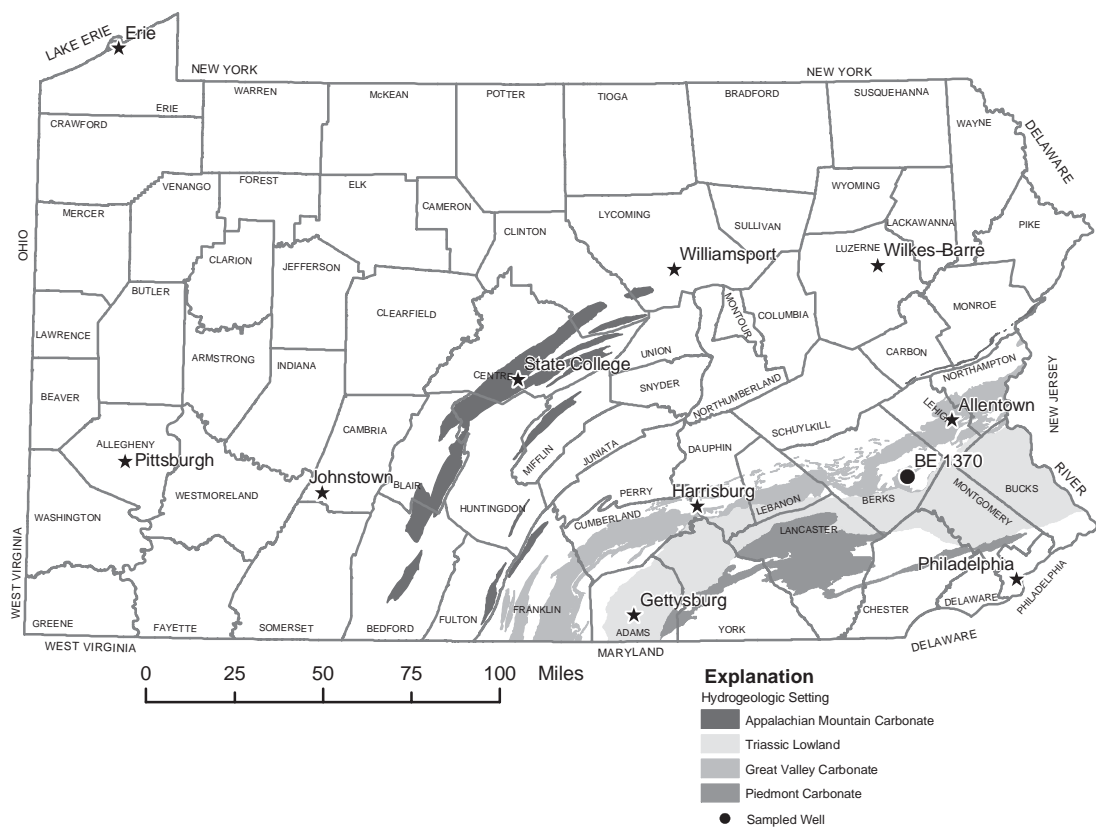 LAKE ERIE
Erie
NEW YORK
NEW YORK
ERIE
WARREN
McKEAN
POTTER
TIOGA
BRADFORD
SUSQUEHANNA
CRAWFORD
WAYNE
DELAWARE
VENANGO
FOREST
ELK
CAMERON
WYOMING
LACKAWANNA
PIKE
MERCER
CLINTON
LYCOMING
SULLIVAN
OHIO
CLARION
JEFFERSON
Williamsport
LUZERNE
Wilkes-Barre
BUTLER
CLEARFIELD
MONTOUR
COLUMBIA
MONROE
LAWRENCE
ARMSTRONG
INDIANA
CENTRE
State College
UNION
CARBON
NORTHAMPTON
NEW JERSEY
BEAVER
SNYDER
NORTHUMBERLAND
LEHIGH
Allentown
ALLEGHENY
Pittsburgh
CAMBRIA
MIFFLIN
JUNIATA
DAUPHIN
SCHUYLKILL
BE 1370
WESTMORELAND
Johnstown
BLAIR
HUNTINGDON
PERRY
Harrisburg
LEBANON
BERKS
MONTGOMERY
BUCKS
RIVER
WASHINGTON
CUMBERLAND
LANCASTER
Philadelphia
PHILADELPHIA
WEST VIRGINIA
GREENE
FAYETTE
SOMERSET
BEDFORD
FULTON
FRANKLIN
Gettysburg
ADAMS
YORK
CHESTER
DELAWARE
WEST VIRGINIA
MARYLAND
DELAWARE
0 25 50 75 100 Miles
Explanation
Hydrogeologic Setting
Appalachian Mountain Carbonate
Triassic Lowland
Great Valley Carbonate
Piedmont Carbonate
Sampled Well